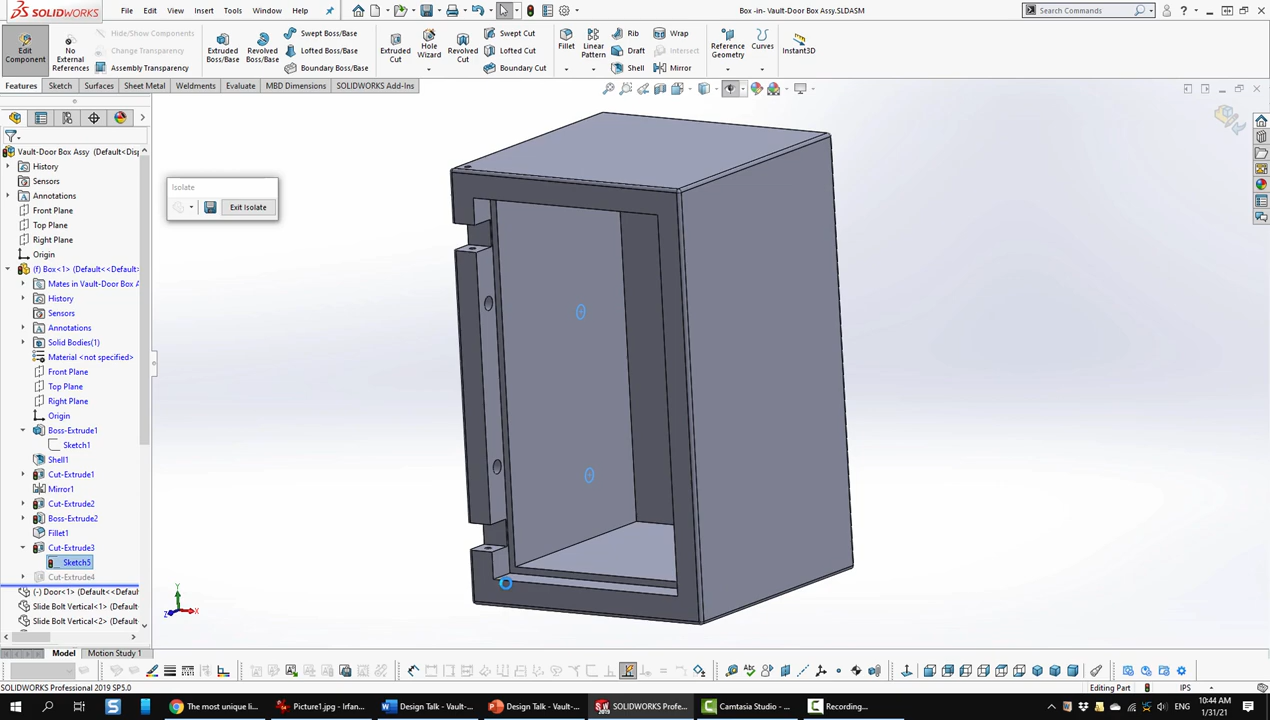 SOLIDWORKS
File
Edit
View
Insert
Tools
Window
Help
Box -in- Vault-Door Box Assy.SLDASM
Search Commands
Edit Component
No External References
Hide/Show Components
Change Transparency
Assembly Transparency
Extruded Boss/Base
Revolved Boss/Base
Swept Boss/Base
Lofted Boss/Base
Boundary Boss/Base
Extruded Cut
Hole Wizard
Revolved Cut
Swept Cut
Lofted Cut
Boundary Cut
Fillet
Linear Pattern
Rib
Draft
Shell
Wrap
Intersect
Mirror
Reference Geometry
Curves
Instant3D
Features
Sketch
Surfaces
Sheet Metal
Weldments
Evaluate
MBD Dimensions
SOLIDWORKS Add-Ins
Vault-Door Box Assy (Default<Disp
History
Sensors
Annotations
Front Plane
Top Plane
Right Plane
Origin
(f) Box<1> (Default<<Default>
Mates in Vault-Door Box A
History
Sensors
Annotations
Solid Bodies(1)
Material <not specified>
Front Plane
Top Plane
Right Plane
Origin
Boss-Extrude1
Sketch1
Shell1
Cut-Extrude1
Mirror1
Cut-Extrude2
Boss-Extrude2
Fillet1
Cut-Extrude3
Sketch5
Cut-Extrude4
(-) Door<1> (Default<<Defau
Slide Bolt Vertical<1> (Defau
Slide Bolt Vertical<2> (Defau
Isolate
Exit Isolate
Y
X
Z
Model
Motion Study 1
SOLIDWORKS Professional 2019 SP5.0
Editing Part
IPS
The most unique li...
Picture1.jpg - Irfan...
Design Talk - Vault-...
Design Talk - Vault-...
SOLIDWORKS Profe...
Camtasia Studio - ...
Recording...
10:44 AM
1/31/21